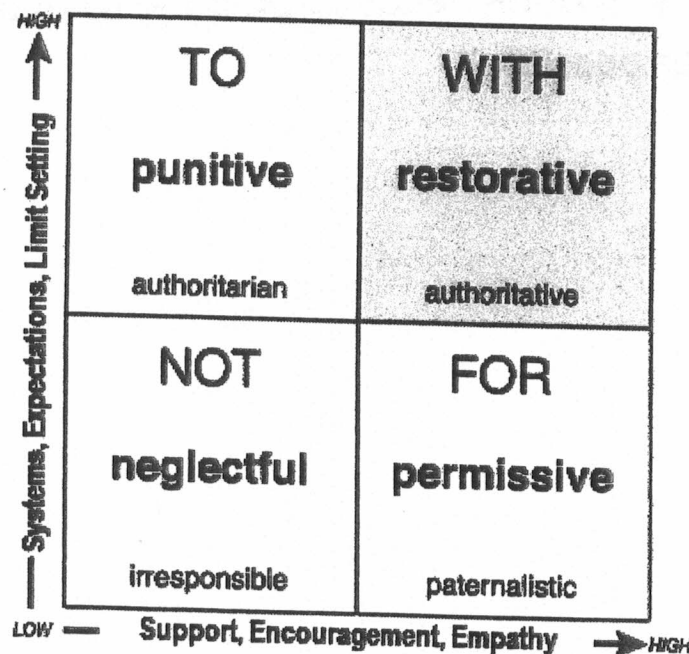 HIGH
Systems, Expectations, Limit Setting
TO
punitive
authoritarian
WITH
restorative
authoritative
NOT
neglectful
irresponsible
FOR
permissive
paternalistic
LOW
Support, Encouragement, Empathy
HIGH